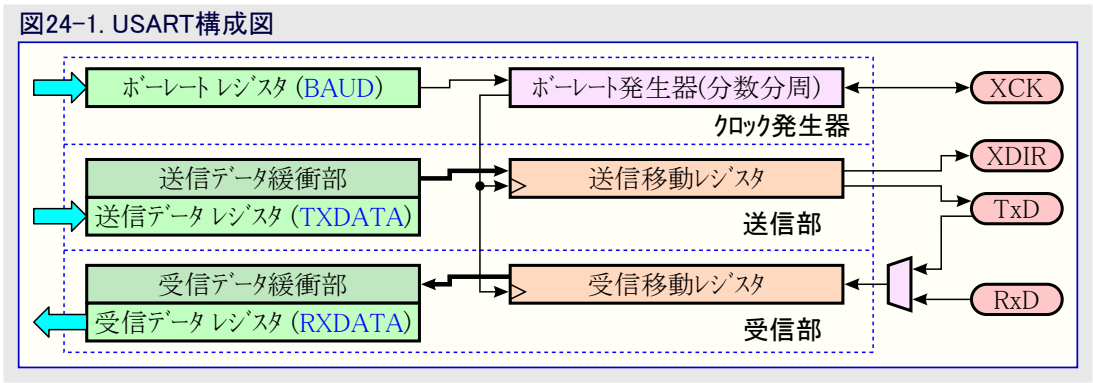 図24-1. USART構成図
ボーレート レジスタ (BAUD)
ボーレート発生器(分数分周)
XCK
クロック発生器
XDIR
送信データ緩衝部
送信移動レジスタ
送信データ レジスタ (TXDATA)
TxD
送信部
受信データ緩衝部
受信移動レジスタ
RxD
受信データ レジスタ (RXDATA)
受信部